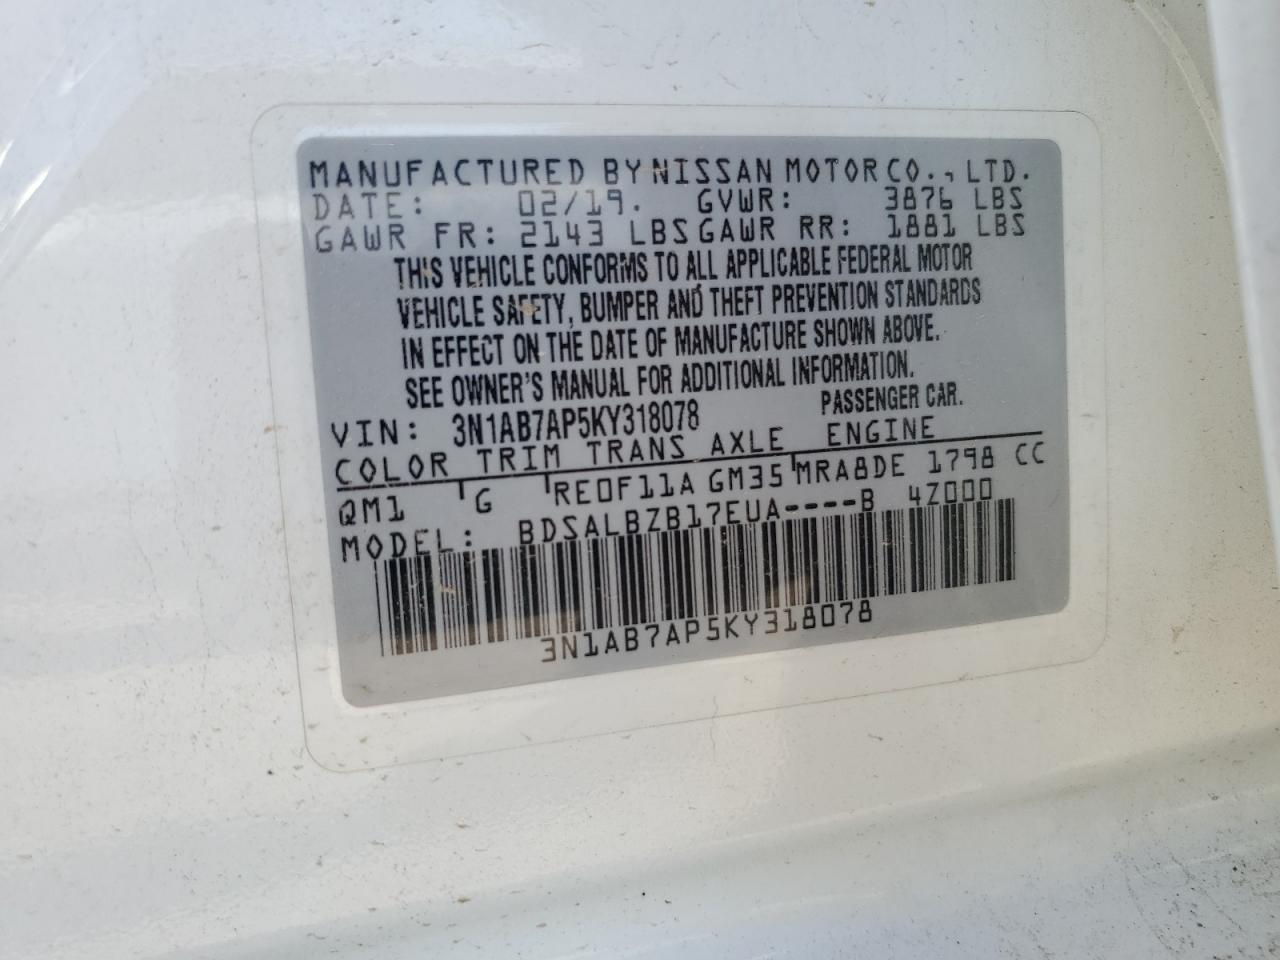 MANUFACTURED BY NISSAN MOTOR CO., LTD.
DATE: 02/19. GVWR: 3876 LBS
GAWR FR: 2143 LBS GAWR RR: 1881 LBS
THIS VEHICLE CONFORMS TO ALL APPLICABLE FEDERAL MOTOR
VEHICLE SAFETY, BUMPER AND THEFT PREVENTION STANDARDS
IN EFFECT ON THE DATE OF MANUFACTURE SHOWN ABOVE.
SEE OWNER'S MANUAL FOR ADDITIONAL INFORMATION.
VIN: 3N1AB7AP5KY318078 PASSENGER CAR.
COLOR TRIM TRANS AXLE ENGINE
QM1 G RE0F11A GM35 MRA8DE 1798 CC
MODEL: BDSALBZB17EUA----B 4Z000
3N1AB7AP5KY318078